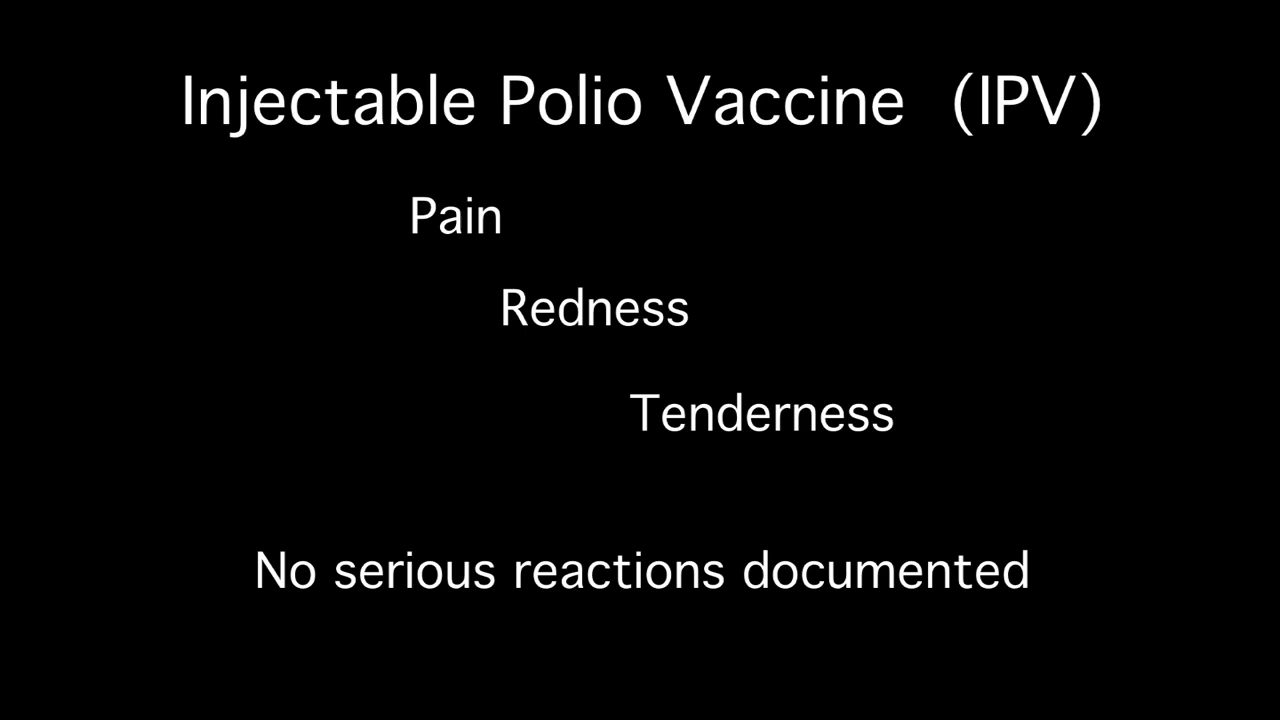 Injectable Polio Vaccine (IPV)
Pain
Redness
Tenderness
No serious reactions documented